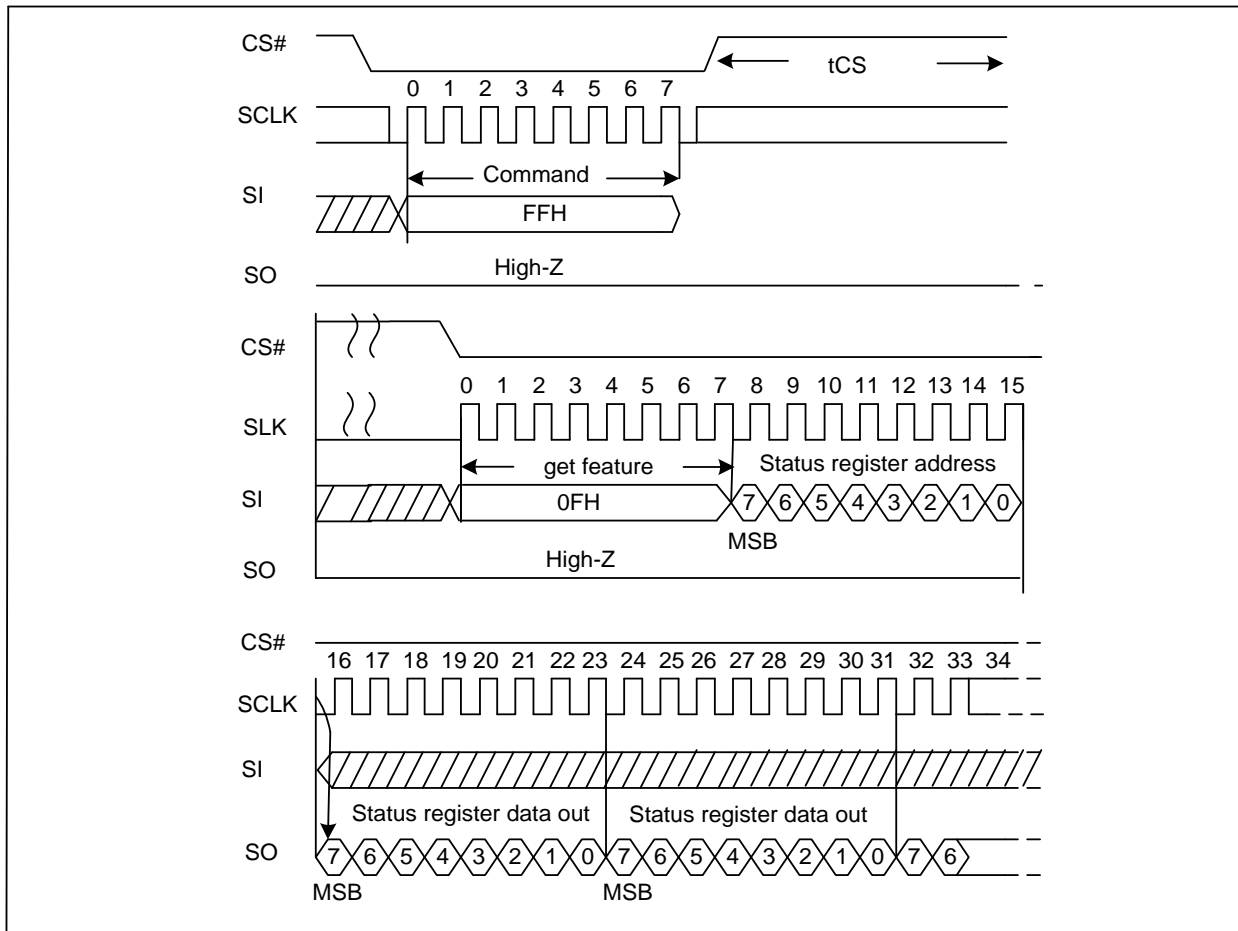 CS#
tCS
0 1 2 3 4 5 6 7
SCLK
Command
SI
FFH
High-Z
SO
CS#
0 1 2 3 4 5 6 7 8 9 10 11 12 13 14 15
SLK
get feature Status register address
SI
0FH 7 6 5 4 3 2 1 0
MSB
High-Z
SO
CS#
16 17 18 19 20 21 22 23 24 25 26 27 28 29 30 31 32 33 34
SCLK
SI
Status register data out Status register data out
SO 7 6 5 4 3 2 1 0 7 6 5 4 3 2 1 0 7 6
MSB MSB